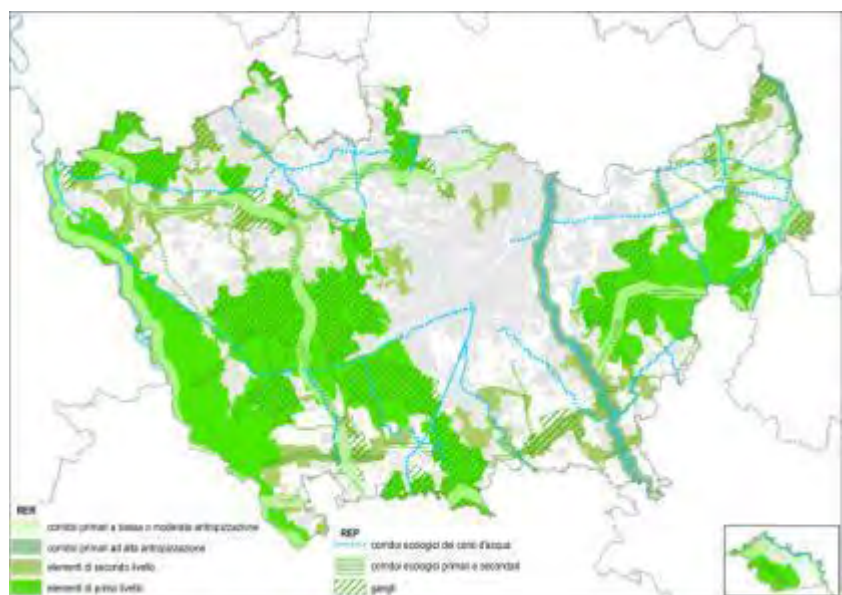 RER
corridoi primari a bassa o moderata antropizzazione
corridoi primari ad alta antropizzazione
elementi di secondo livello
elementi di primo livello
REP
corridoi ecologici dei corsi d'acqua
corridoi ecologici primari e secondari
gangli